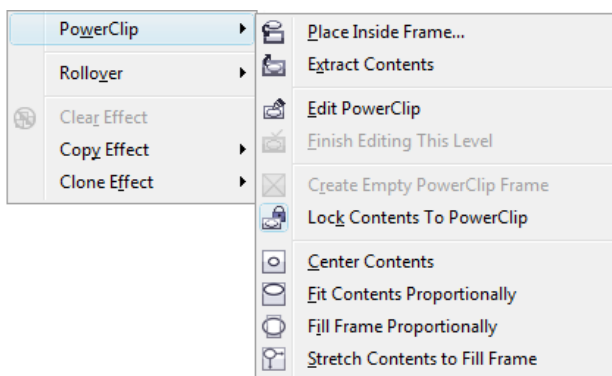 PowerClip
Rollover
Clear Effect
Copy Effect
Clone Effect
Place Inside Frame...
Extract Contents
Edit PowerClip
Finish Editing This Level
Create Empty PowerClip Frame
Lock Contents To PowerClip
Center Contents
Fit Contents Proportionally
Fill Frame Proportionally
Stretch Contents to Fill Frame